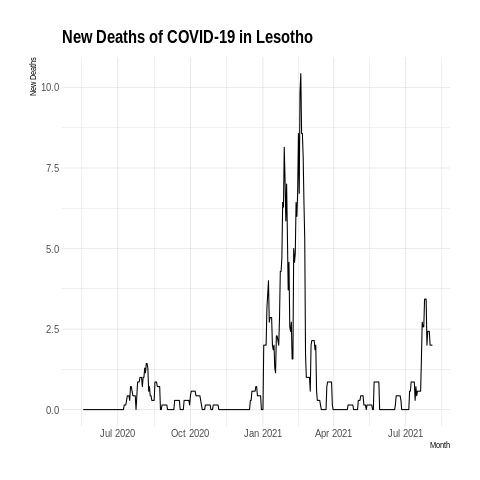 New Deaths of COVID-19 in Lesotho
New Deaths
10.0
7.5
5.0
2.5
0.0
Jul 2020 Oct 2020 Jan 2021 Apr 2021 Jul 2021
Month